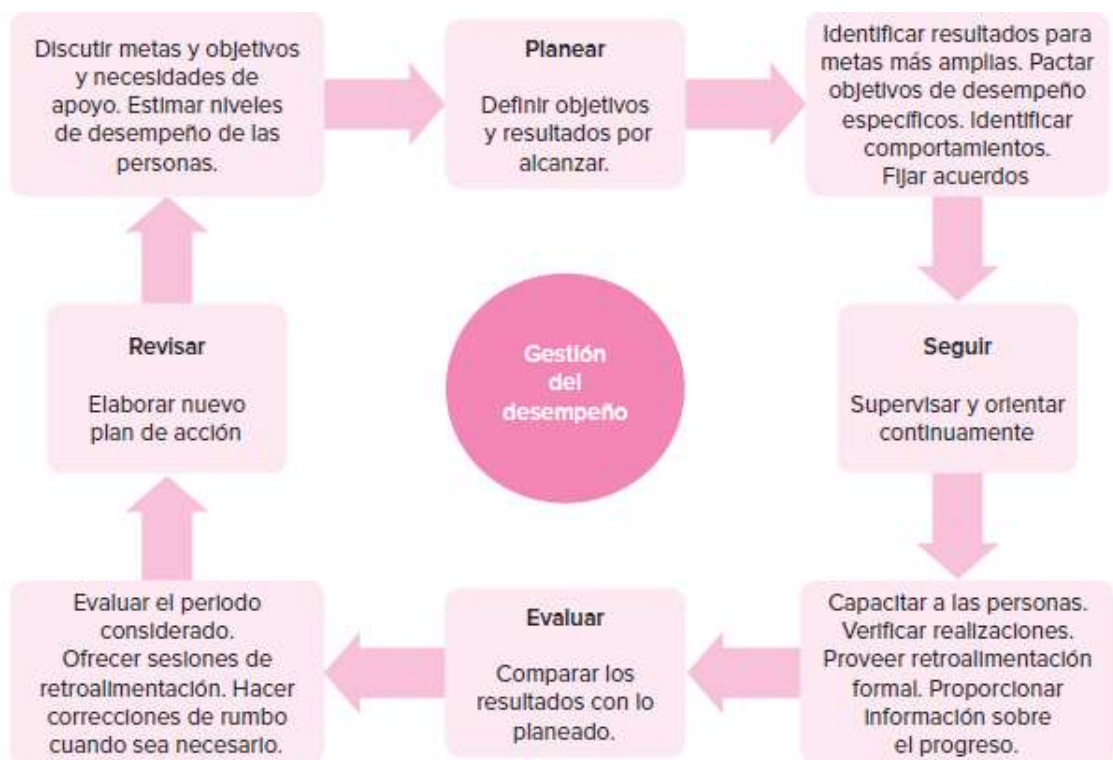 Discutir metas y objetivos
y necesidades de
apoyo. Estimar niveles
de desempeño de las
personas.
Planear
Definir objetivos
y resultados por
alcanzar.
Identificar resultados para
metas más amplias. Pactar
objetivos de desempeño
específicos. Identificar
comportamientos.
Fijar acuerdos
Revisar
Elaborar nuevo
plan de acción
Gestión
del
desempeño
Seguir
Supervisar y orientar
continuamente
Evaluar el periodo
considerado.
Ofrecer sesiones de
retroalimentación. Hacer
correcciones de rumbo
cuando sea necesario.
Evaluar
Comparar los
resultados con lo
planeado.
Capacitar a las personas.
Verificar realizaciones.
Proveer retroalimentación
formal. Proporcionar
información sobre
el progreso.